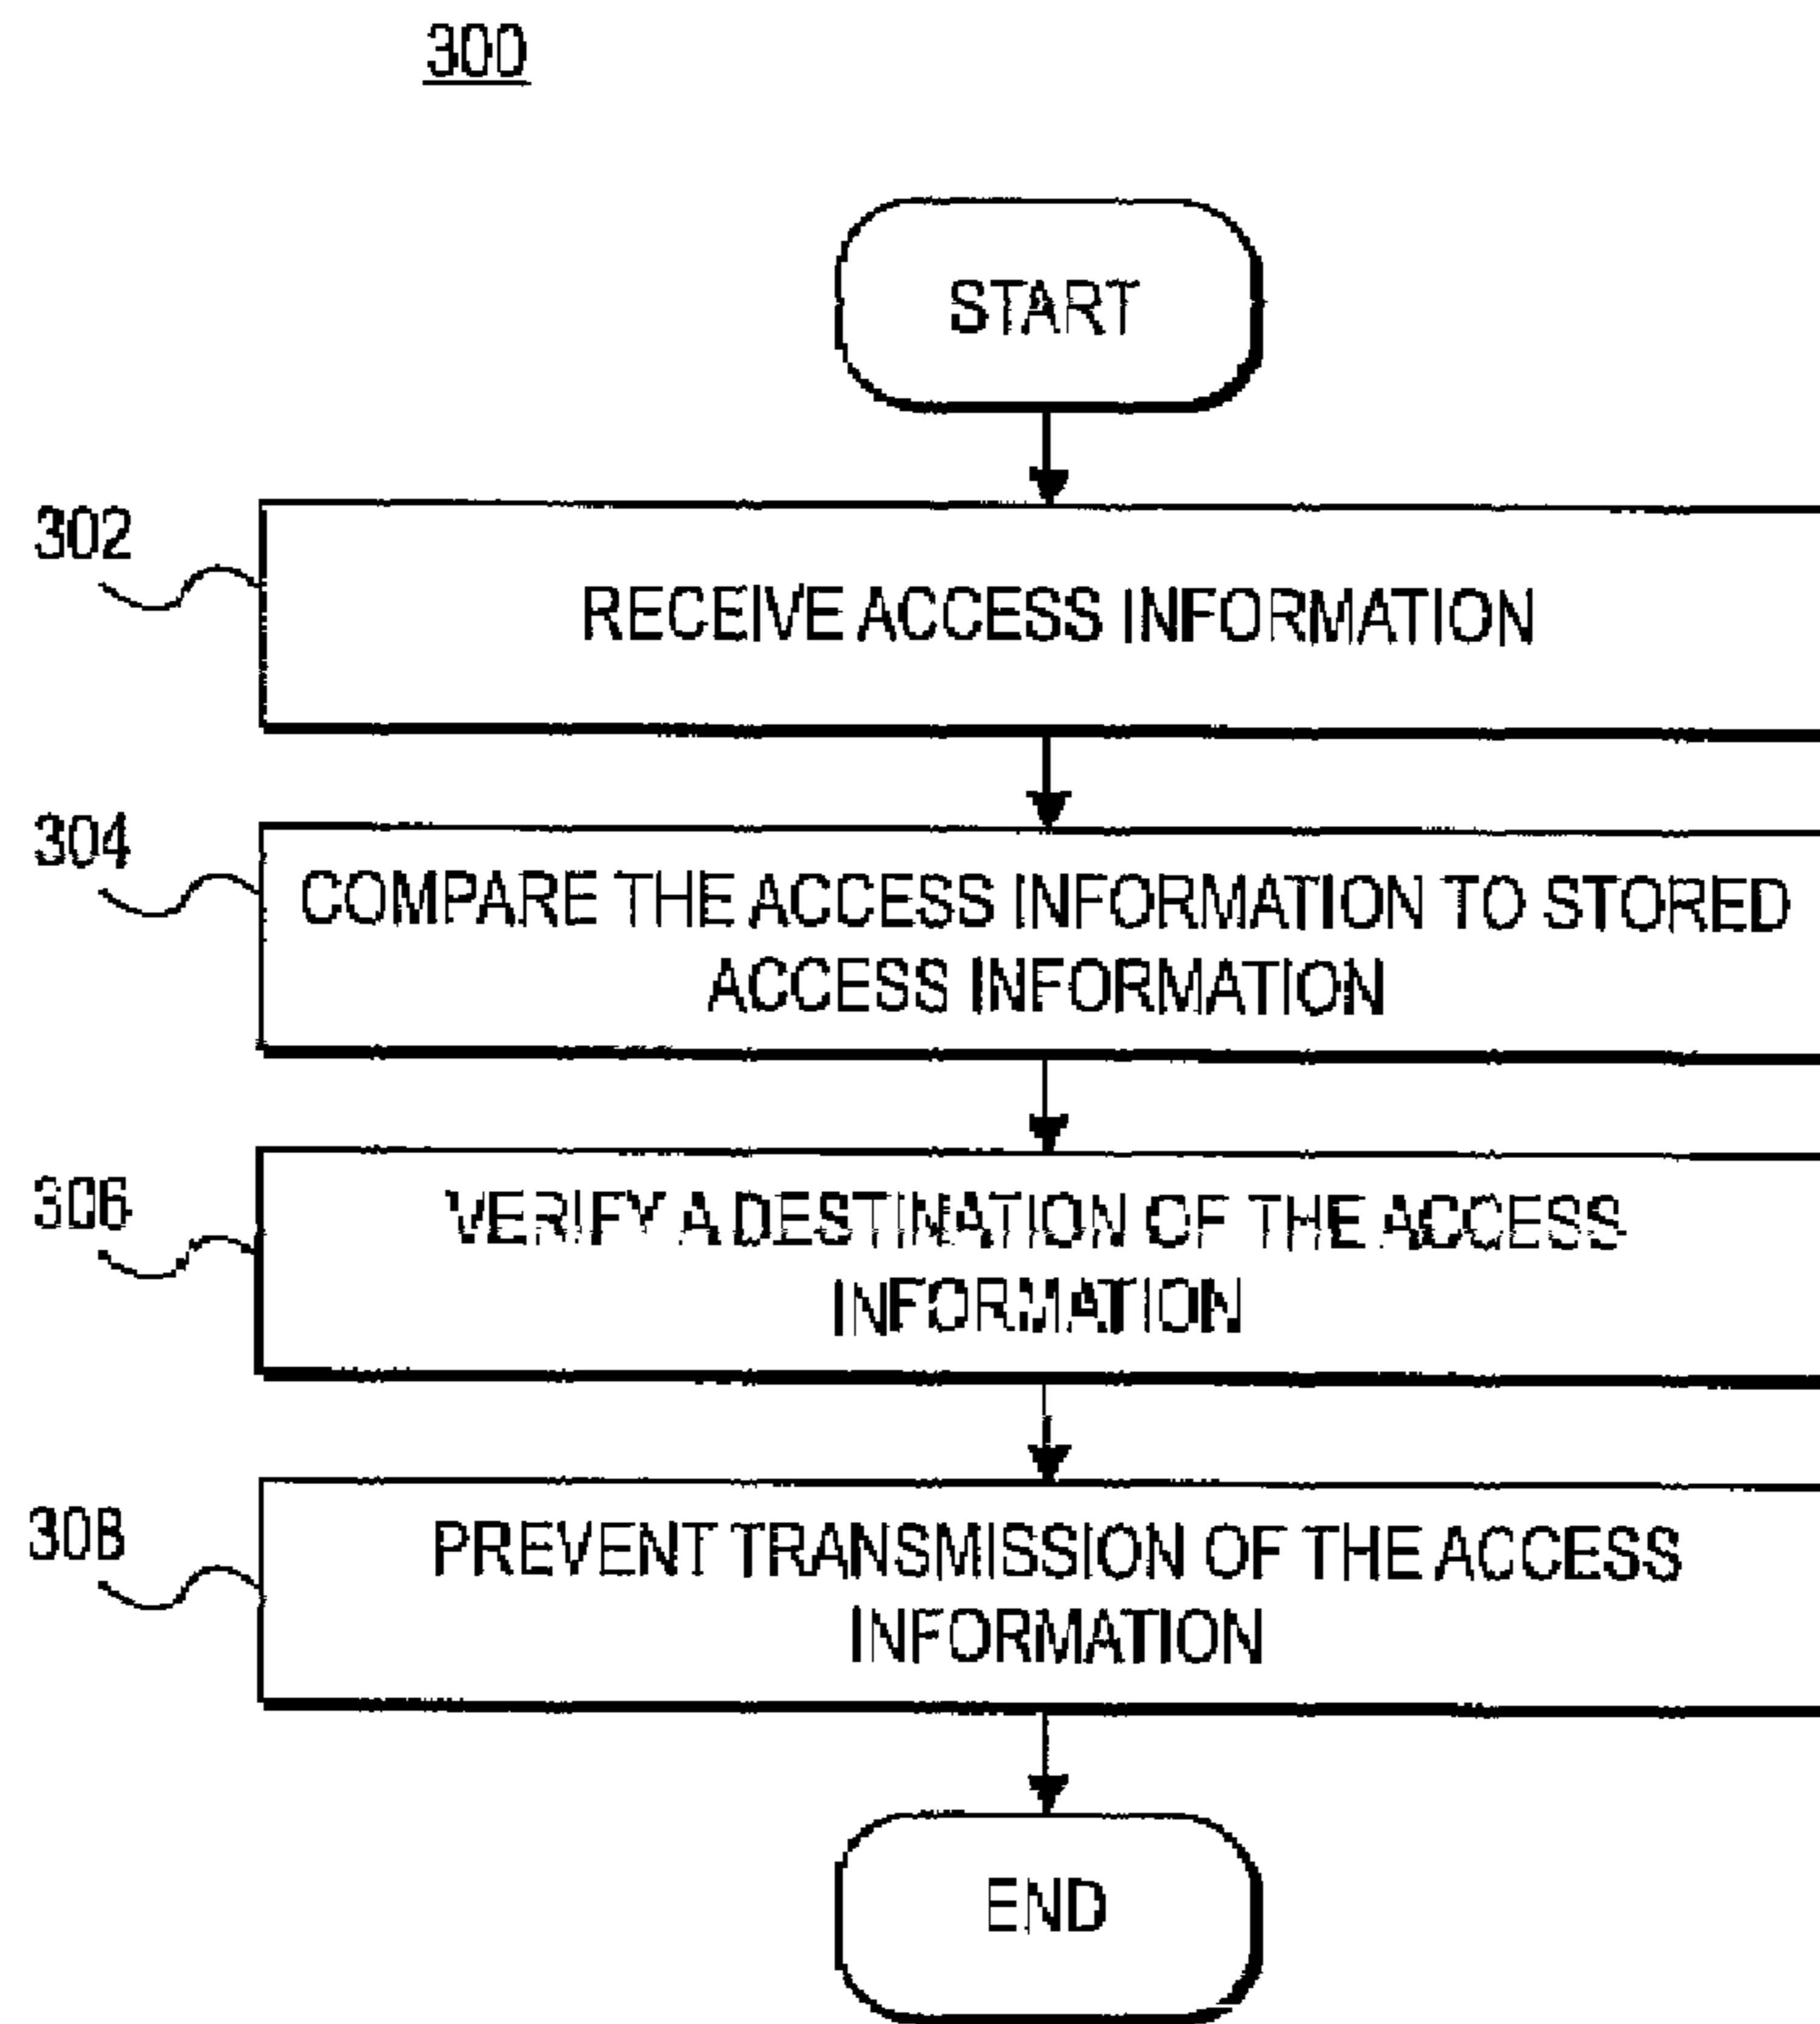 300
START
302
RECEIVE ACCESS INFORMATION
304
COMPARE THE ACCESS INFORMATION TO STORED
ACCESS INFORMATION
306
VERIFY A DESTINATION OF THE ACCESS
INFORMATION
308
PREVENT TRANSMISSION OF THE ACCESS
INFORMATION
END